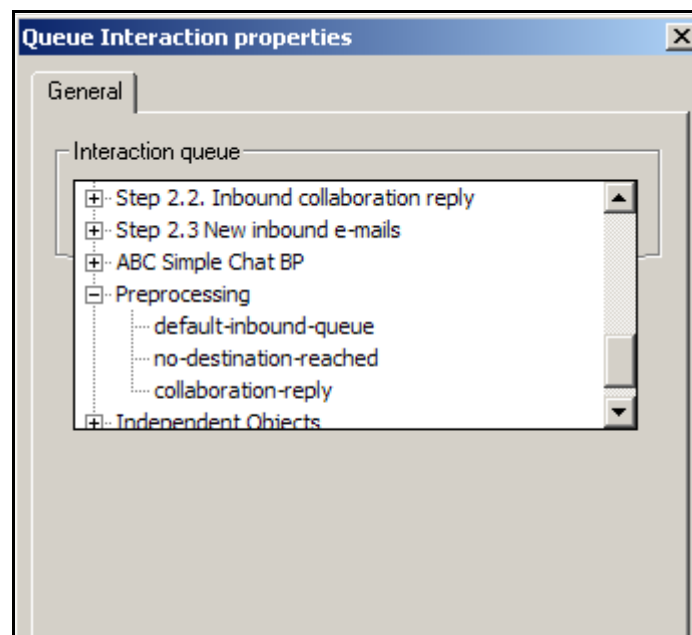 Queue Interaction properties
General
Interaction queue
Step 2.2. Inbound collaboration reply
Step 2.3 New inbound e-mails
ABC Simple Chat BP
Preprocessing
default-inbound-queue
no-destination-reached
collaboration-reply
Independent Objects